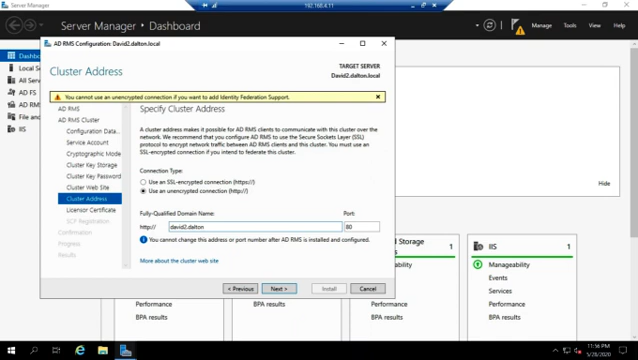 Server Manager
192.168.4.11
Server Manager · Dashboard
Manage
Tools
View
Help
AD RMS Configuration: David2.dalton.local
Cluster Address
TARGET SERVER
David2.dalton.local
You cannot use an unencrypted connection if you want to add Identity Federation Support.
AD RMS
AD RMS Cluster
Configuration Data...
Service Account
Cryptographic Mode
Cluster Key Storage
Cluster Key Password
Cluster Web Site
Cluster Address
Licensor Certificate
SCP Registration
Confirmation
Progress
Results
Specify Cluster Address
A cluster address makes it possible for AD RMS clients to communicate with this cluster over the
network. We recommend that you configure AD RMS to use the Secure Sockets Layer (SSL)
protocol to encrypt network traffic between AD RMS clients and this cluster. You must use an
SSL-encrypted connection if you intend to federate this cluster.
Connection Type:
Use an SSL-encrypted connection (https://)
Use an unencrypted connection (http://)
Fully-Qualified Domain Name:
Port:
http://
david2.dalton
80
You cannot change this address or port number after AD RMS is installed and configured.
More about the cluster web site
< Previous
Next >
Install
Cancel
Dashbo
Local S
All Serv
AD FS
AD RM
File and
IIS
Hide
d Storage
1
IIS
1
ability
Manageability
Events
Services
Performance
Performance
Performance
Performance
BPA results
BPA results
BPA results
BPA results
11:56 PM
5/28/2020